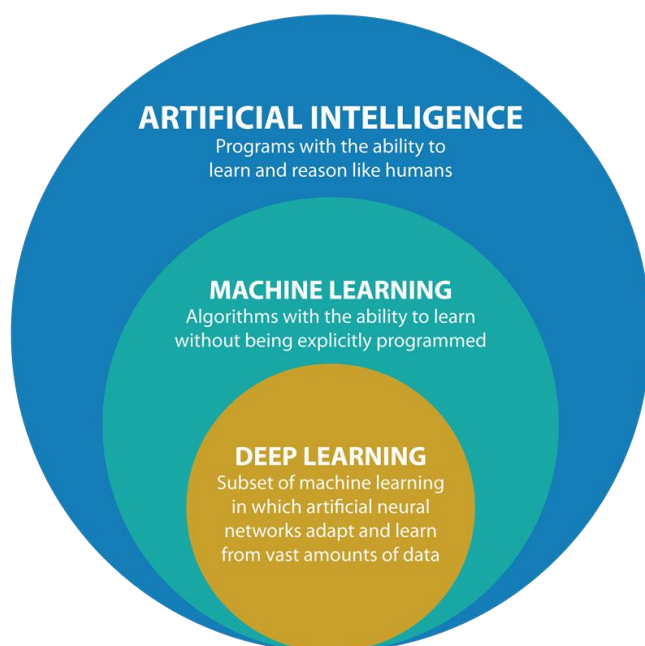 ARTIFICIAL INTELLIGENCE
Programs with the ability to
learn and reason like humans
MACHINE LEARNING
Algorithms with the ability to learn
without being explicitly programmed
DEEP LEARNING
Subset of machine learning
in which artificial neural
networks adapt and learn
from vast amounts of data